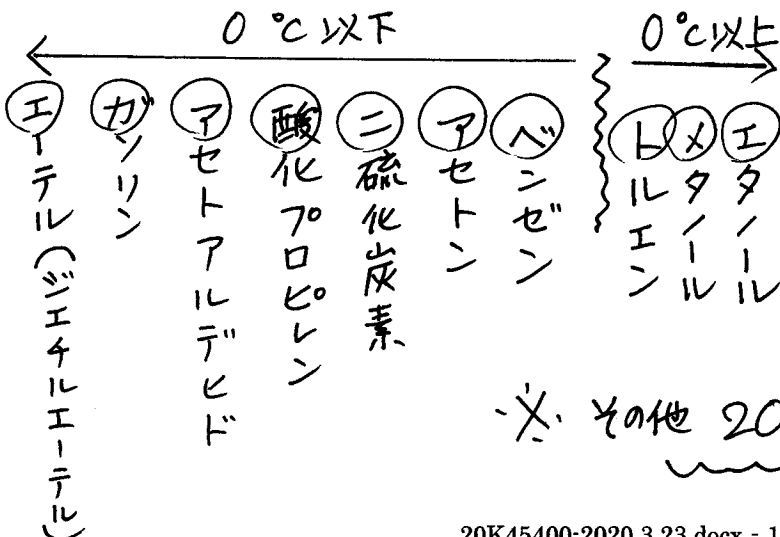 0℃以下
0℃以上
エーテル(ジエチルエーテル)
ガソリン
アセトアルデヒド
酸化プロピレン
二硫化炭素
アセトン
ベンゼン
トルエン
メタノール
エタノール
※ その他 20
20K45400-2020.3.23.docx - 1